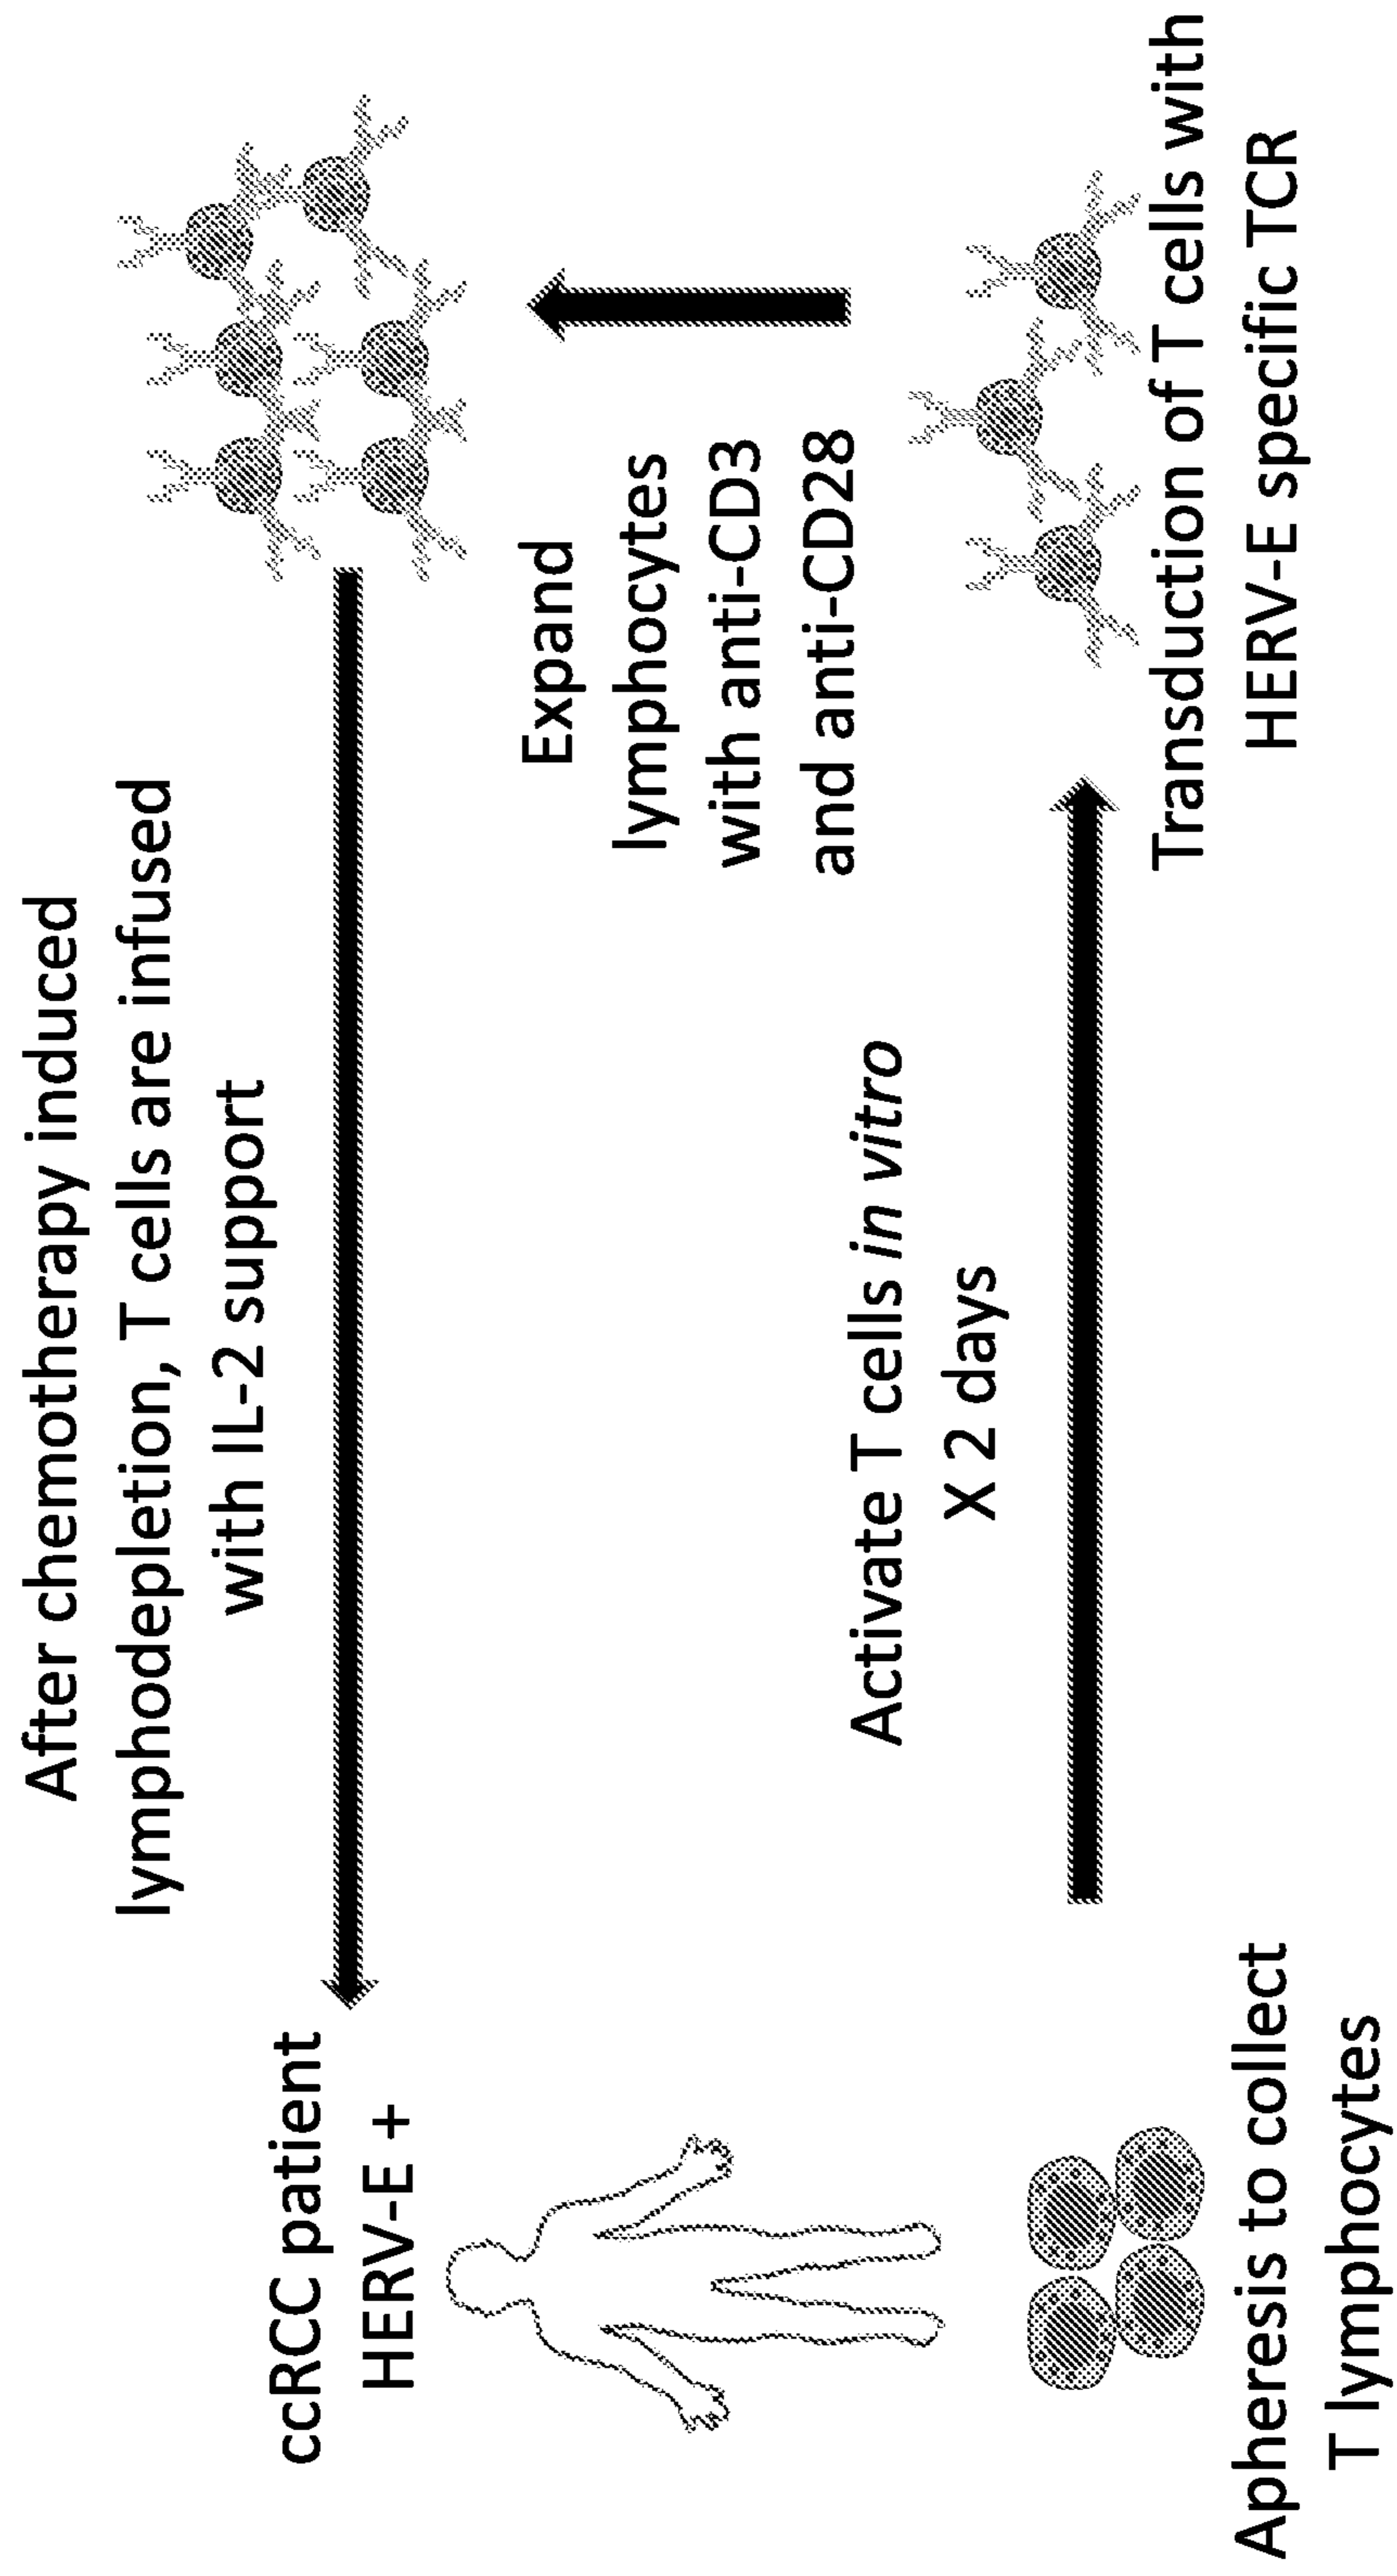 After chemotherapy induced
lymphodepletion, T cells are infused
with IL-2 support
ccRCC patient
HERV-E +
Expand
lymphocytes
with anti-CD3
and anti-CD28
Activate T cells in vitro
X 2 days
Apheresis to collect
T lymphocytes
Transduction of T cells with
HERV-E specific TCR